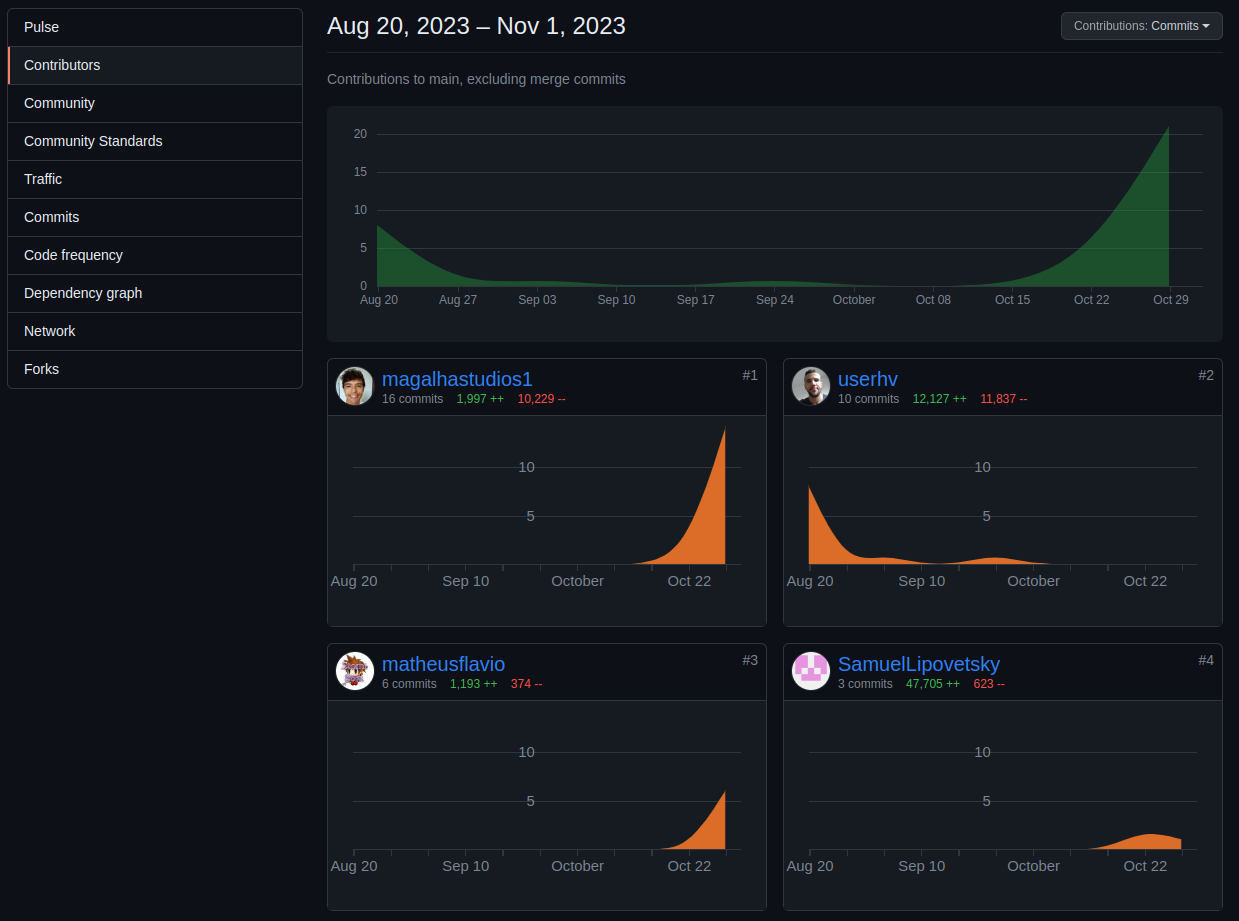 Pulse
Contributors
Community
Community Standards
Traffic
Commits
Code frequency
Dependency graph
Network
Forks
Aug 20, 2023 – Nov 1, 2023
Contributions: Commits
Contributions to main, excluding merge commits
20
15
10
5
0
Aug 20 Aug 27 Sep 03 Sep 10 Sep 17 Sep 24 October Oct 08 Oct 15 Oct 22 Oct 29
magalhastudios1 #1
16 commits 1,997 ++ 10,229 --
10
5
Aug 20 Sep 10 October Oct 22
userhv #2
10 commits 12,127 ++ 11,837 --
10
5
Aug 20 Sep 10 October Oct 22
matheusflavio #3
6 commits 1,193 ++ 374 --
10
5
Aug 20 Sep 10 October Oct 22
SamuelLipovetsky #4
3 commits 47,705 ++ 623 --
10
5
Aug 20 Sep 10 October Oct 22